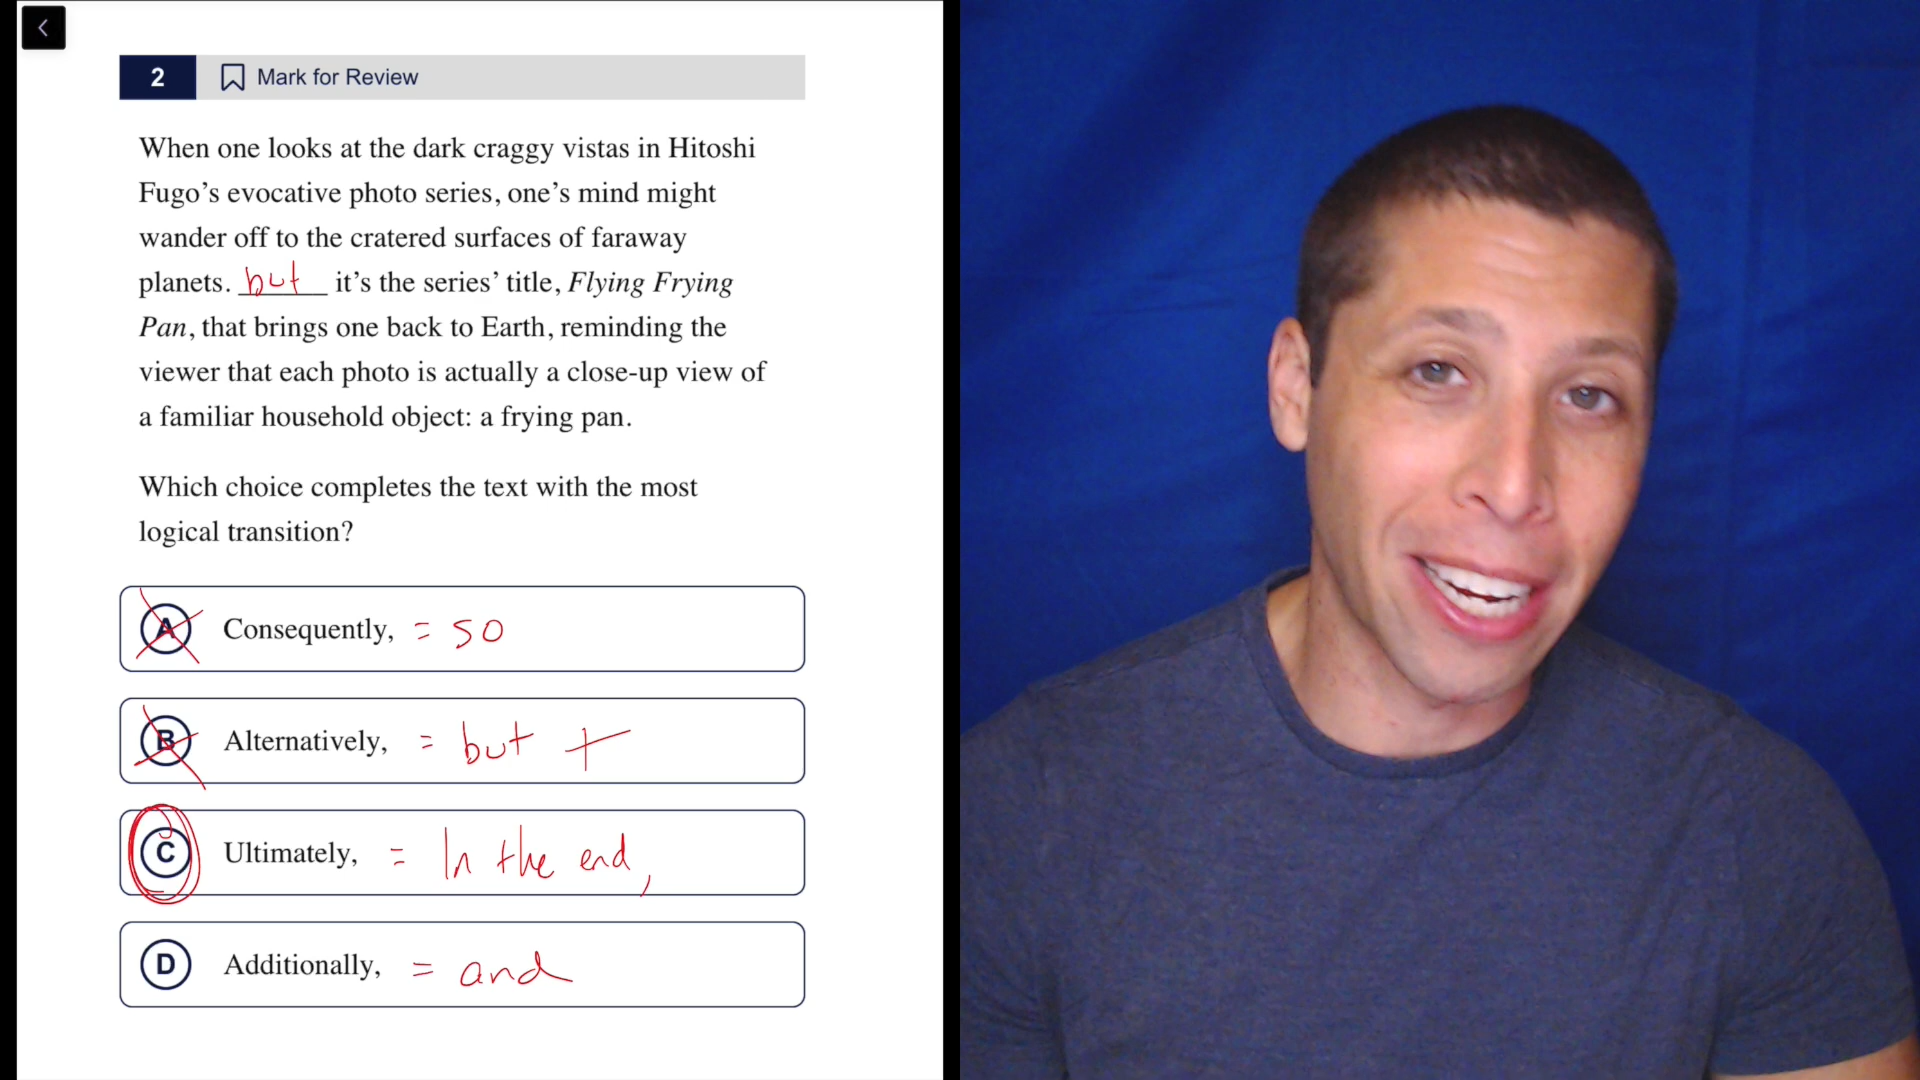 2 Mark for Review
When one looks at the dark craggy vistas in Hitoshi
Fugo’s evocative photo series, one’s mind might
wander off to the cratered surfaces of faraway
planets. but it’s the series’ title, Flying Frying
Pan, that brings one back to Earth, reminding the
viewer that each photo is actually a close-up view of
a familiar household object: a frying pan.
Which choice completes the text with the most
logical transition?
A Consequently, = so
B Alternatively, = but +
C Ultimately, = In the end,
D Additionally, = and